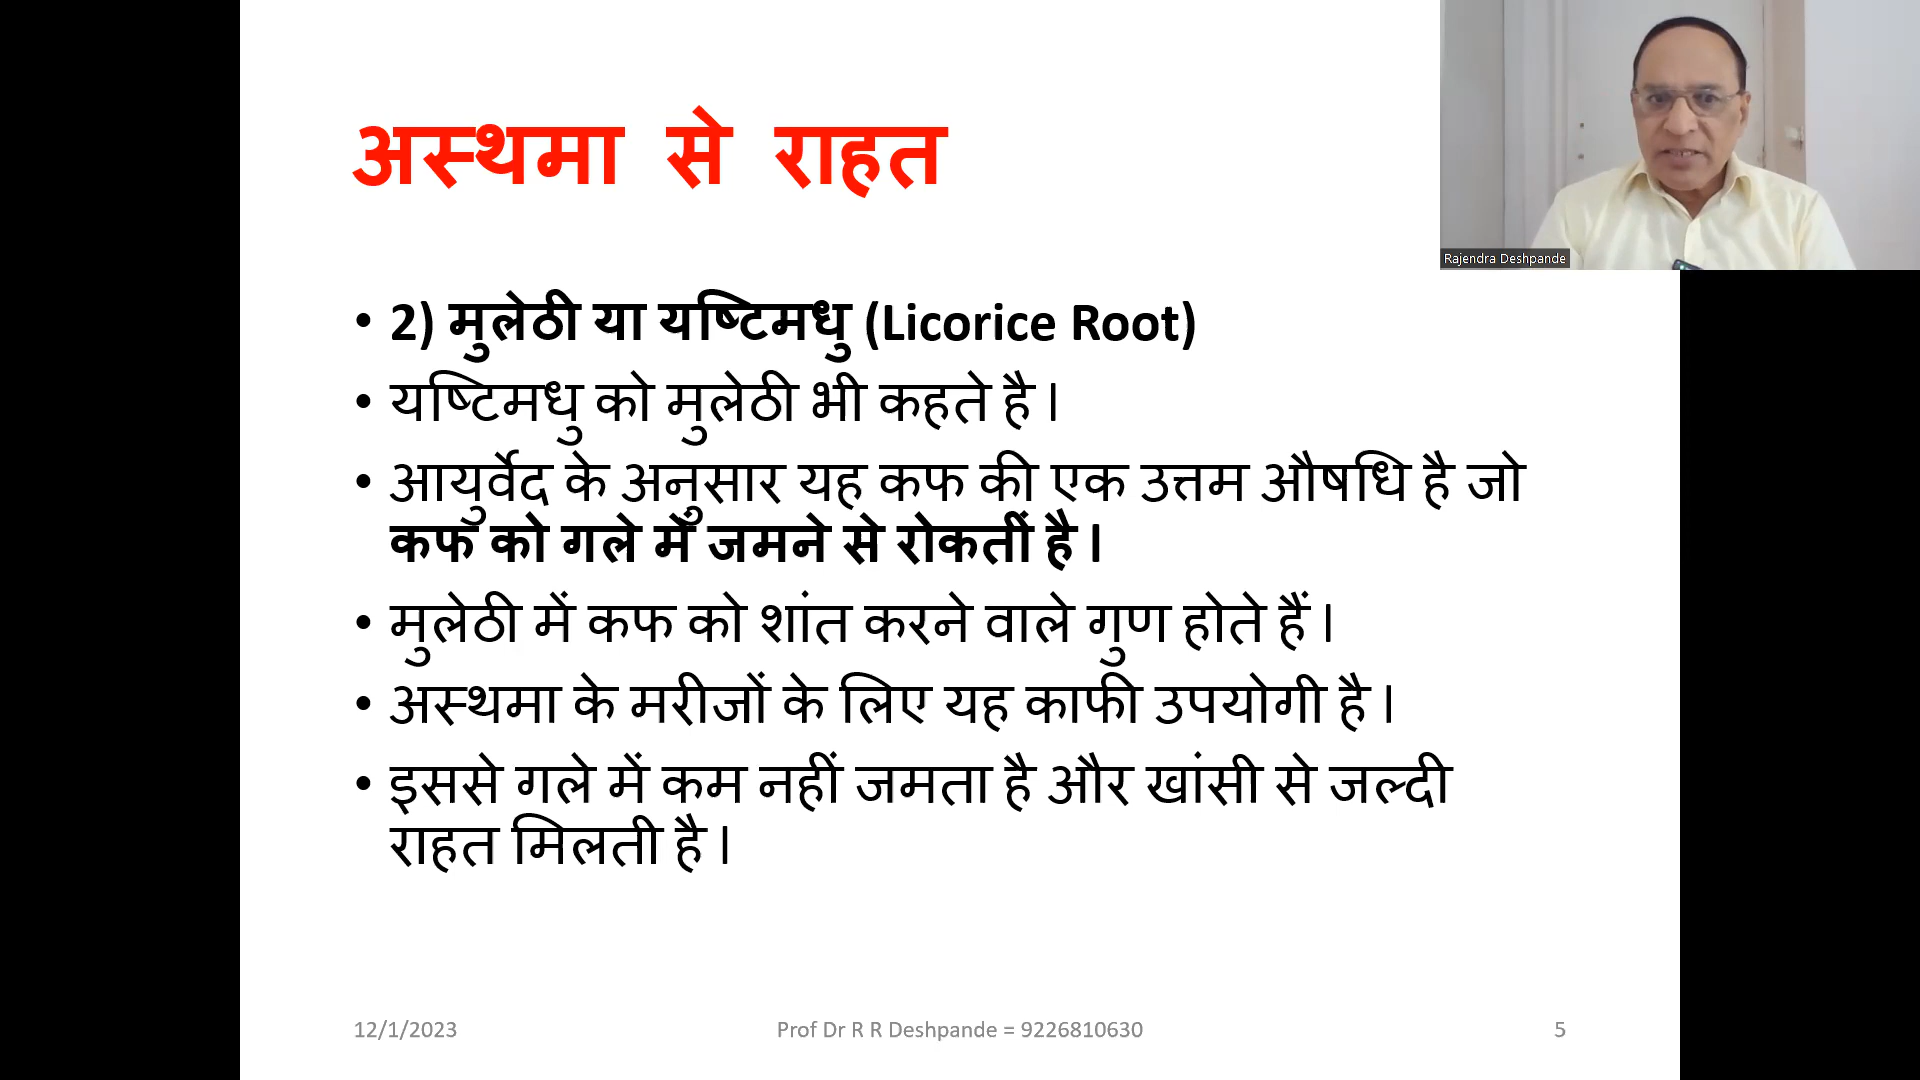 अस्थमा से राहत
Rajendra Deshpande
• 2) मुलेठी या यष्टिमधु (Licorice Root)
• यष्टिमधु को मुलेठी भी कहते है ।
• आयुर्वेद के अनुसार यह कफ की एक उत्तम औषधि है जो
कफ को गले में जमने से रोकतीं है ।
• मुलेठी में कफ को शांत करने वाले गुण होते हैं ।
• अस्थमा के मरीजों के लिए यह काफी उपयोगी है ।
• इससे गले में कम नहीं जमता है और खांसी से जल्दी
राहत मिलती है ।
12/1/2023 Prof Dr R R Deshpande = 9226810630 5